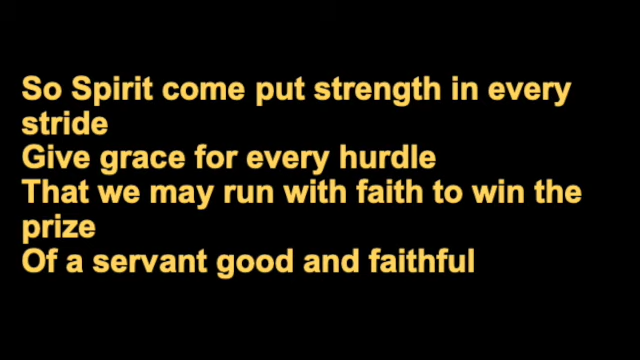 So Spirit come put strength in every
stride
Give grace for every hurdle
That we may run with faith to win the
prize
Of a servant good and faithful